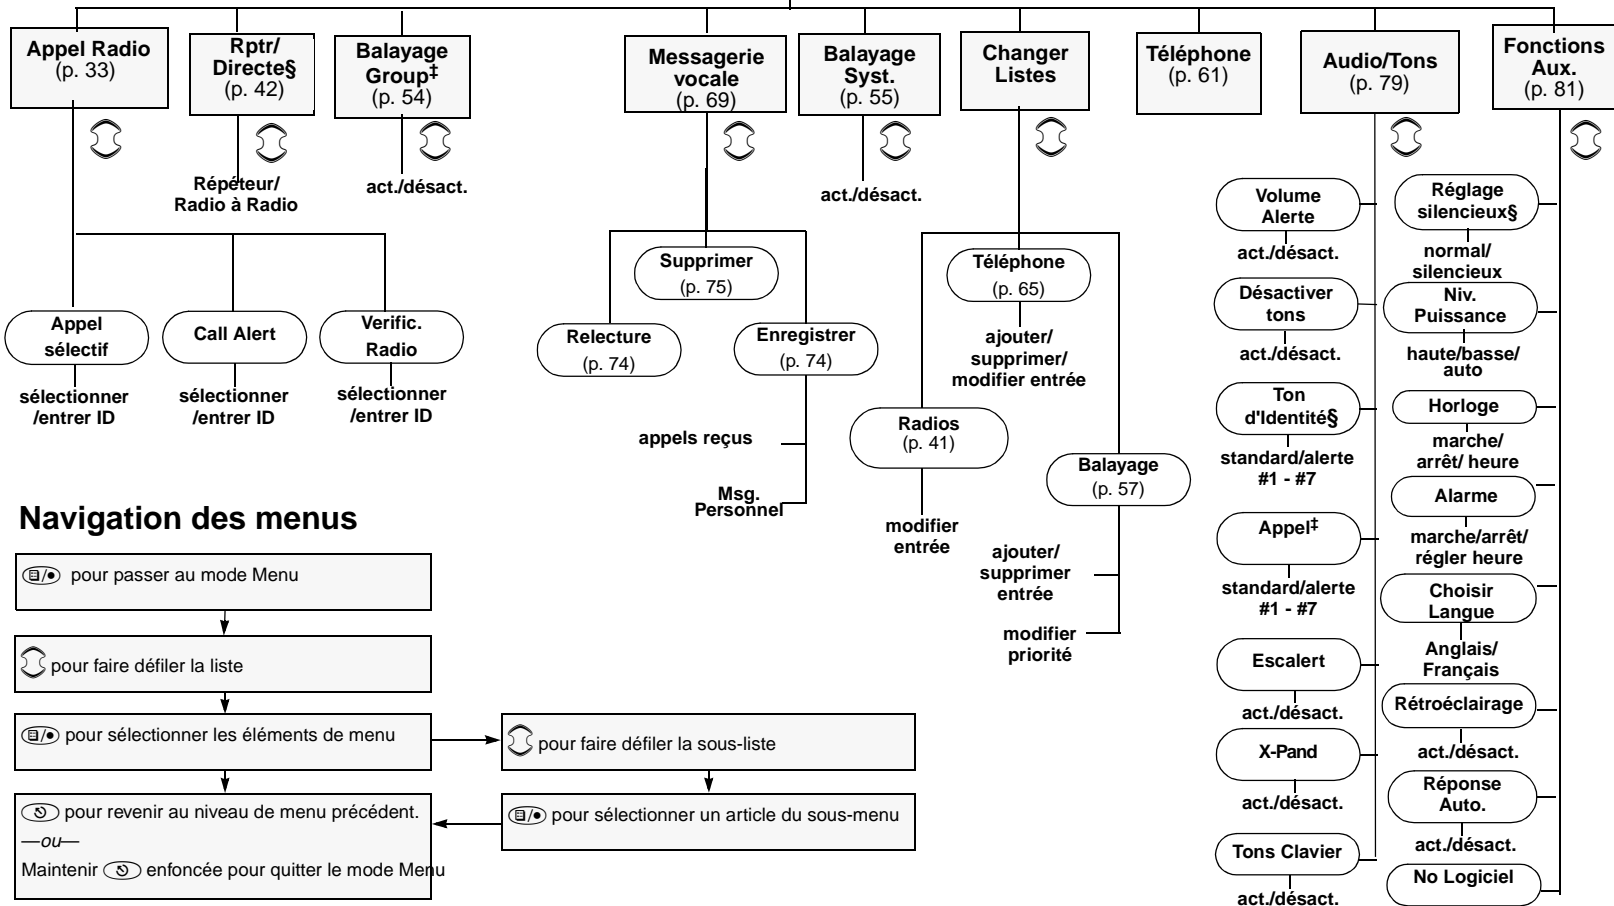 Appel Radio
(p. 33)
Rptr/
Directe§
(p. 42)
Balayage
Group‡
(p. 54)
Messagerie
vocale
(p. 69)
Balayage
Syst.
(p. 55)
Changer
Listes
Téléphone
(p. 61)
Audio/Tons
(p. 79)
Fonctions
Aux.
(p. 81)
Répéteur/
Radio à Radio
act./désact.
act./désact.
Appel
sélectif
sélectionner
/entrer ID
Call Alert
sélectionner
/entrer ID
Verific.
Radio
sélectionner
/entrer ID
Supprimer
(p. 75)
Relecture
(p. 74)
Enregistrer
(p. 74)
appels reçus
Msg.
Personnel
Téléphone
(p. 65)
ajouter/
supprimer/
modifier entrée
Radios
(p. 41)
modifier
entrée
Balayage
(p. 57)
ajouter/
supprimer
entrée
modifier
priorité
Volume
Alerte
act./désact.
Désactiver
tons
act./désact.
Ton
d'Identité§
standard/alerte
#1 - #7
Appel‡
standard/alerte
#1 - #7
Escalert
act./désact.
X-Pand
act./désact.
Tons Clavier
act./désact.
Réglage
silencieux§
normal/
silencieux
Niv.
Puissance
haute/basse/
auto
Horloge
marche/
arrêt/ heure
Alarme
marche/arrêt/
régler heure
Choisir
Langue
Anglais/
Français
Rétroéclairage
act./désact.
Réponse
Auto.
act./désact.
No Logiciel
Navigation des menus
pour passer au mode Menu
pour faire défiler la liste
pour sélectionner les éléments de menu
pour faire défiler la sous-liste
pour sélectionner un article du sous-menu
pour revenir au niveau de menu précédent.
—ou—
Maintenir enfoncée pour quitter le mode Menu